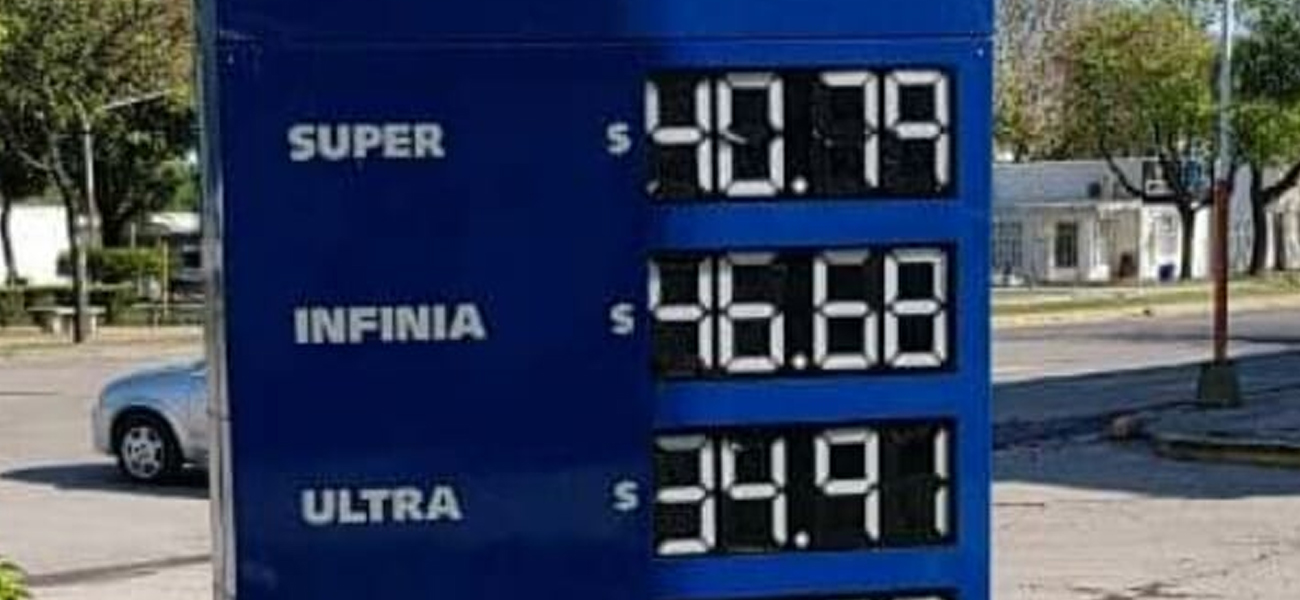 SUPER $ 40.79
INFINIA $ 46.68
ULTRA $ 34.91